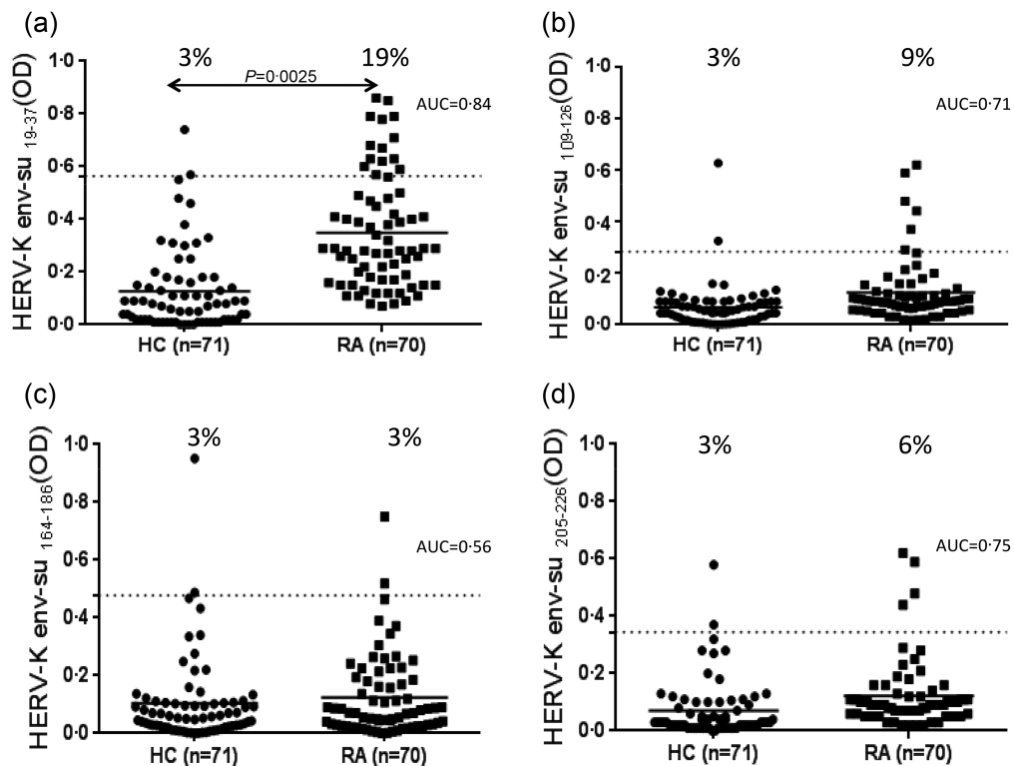 (a)
3%
19%
P=0·0025
AUC=0·84
HERV-K env-su 19-37(OD)
1·0
0·8
0·6
0·4
0·2
0·0
HC (n=71)
RA (n=70)
(b)
3%
9%
AUC=0·71
HERV-K env-su 109-126(OD)
1·0
0·8
0·6
0·4
0·2
0·0
HC (n=71)
RA (n=70)
(c)
3%
3%
AUC=0·56
HERV-K env-su 164-186(OD)
1·0
0·8
0·6
0·4
0·2
0·0
HC (n=71)
RA (n=70)
(d)
3%
6%
AUC=0·75
HERV-K env-su 205-226(OD)
1·0
0·8
0·6
0·4
0·2
0·0
HC (n=71)
RA (n=70)